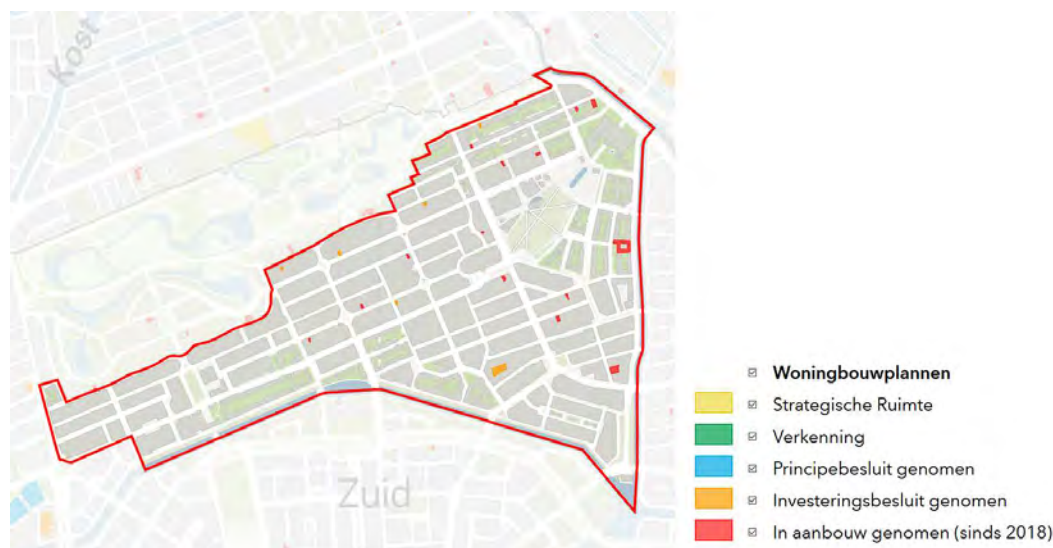 Kost
Zuid
Woningbouwplannen
Strategische Ruimte
Verkenning
Principebesluit genomen
Investeringsbesluit genomen
In aanbouw genomen (sinds 2018)